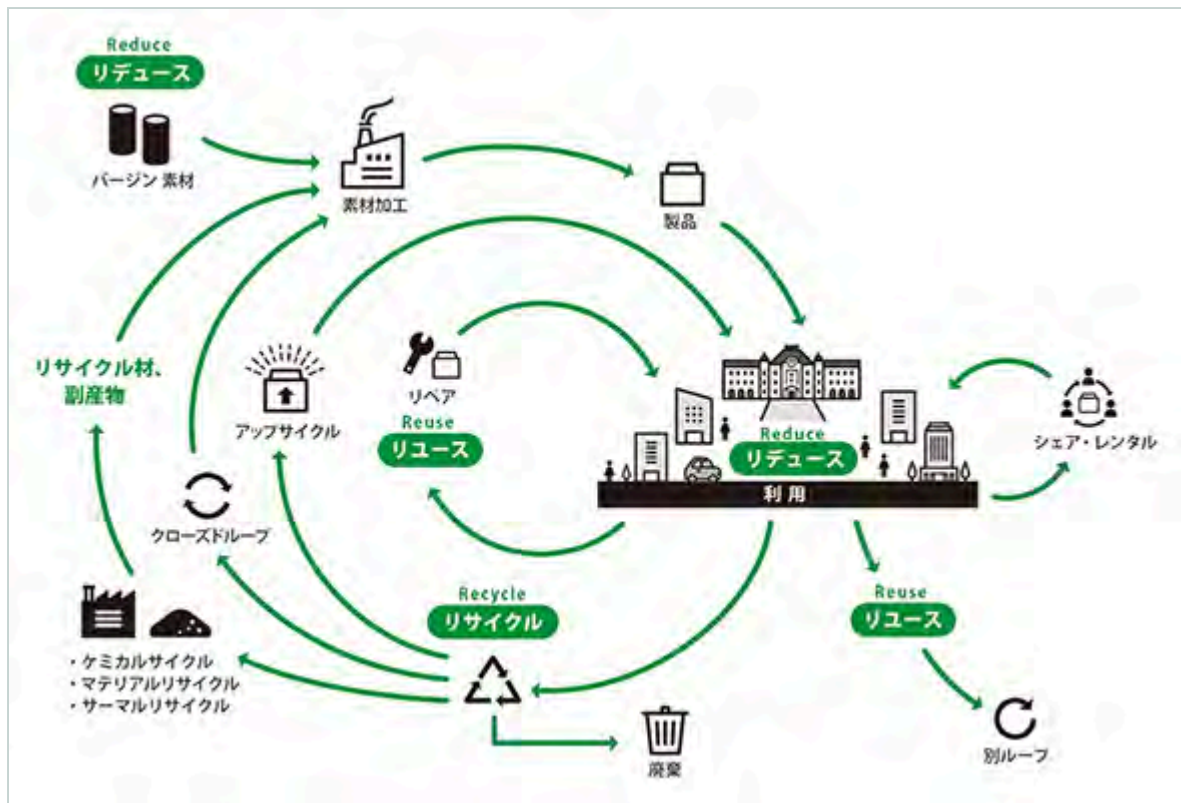 Reduce
リデュース
バージン 素材
素材加工
製品
リサイクル材、
副産物
アップサイクル
リペア
Reuse
リユース
Reduce
リデュース
利用
シェア・レンタル
クローズドループ
Recycle
リサイクル
Reuse
リユース
・ケミカルサイクル
・マテリアルリサイクル
・サーマルリサイクル
廃棄
別ループ